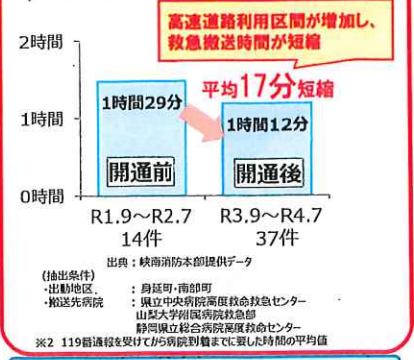 高速道路利用区間が増加し、
救急搬送時間が短縮
2時間
平均17分短縮
1時間29分
1時間
1時間12分
開通前
開通後
0時間
R1.9～R2.7
R3.9～R4.7
14件
37件
出典：峡南消防本部提供データ
(抽出条件)
・出動地区　：身延町・南部町
・搬送先病院　：県立中央病院高度救命救急センター
山梨大学附属病院救急部
静岡県立総合病院高度救命センター
※2　119番通報を受けてから病院到着までに要した時間の平均値